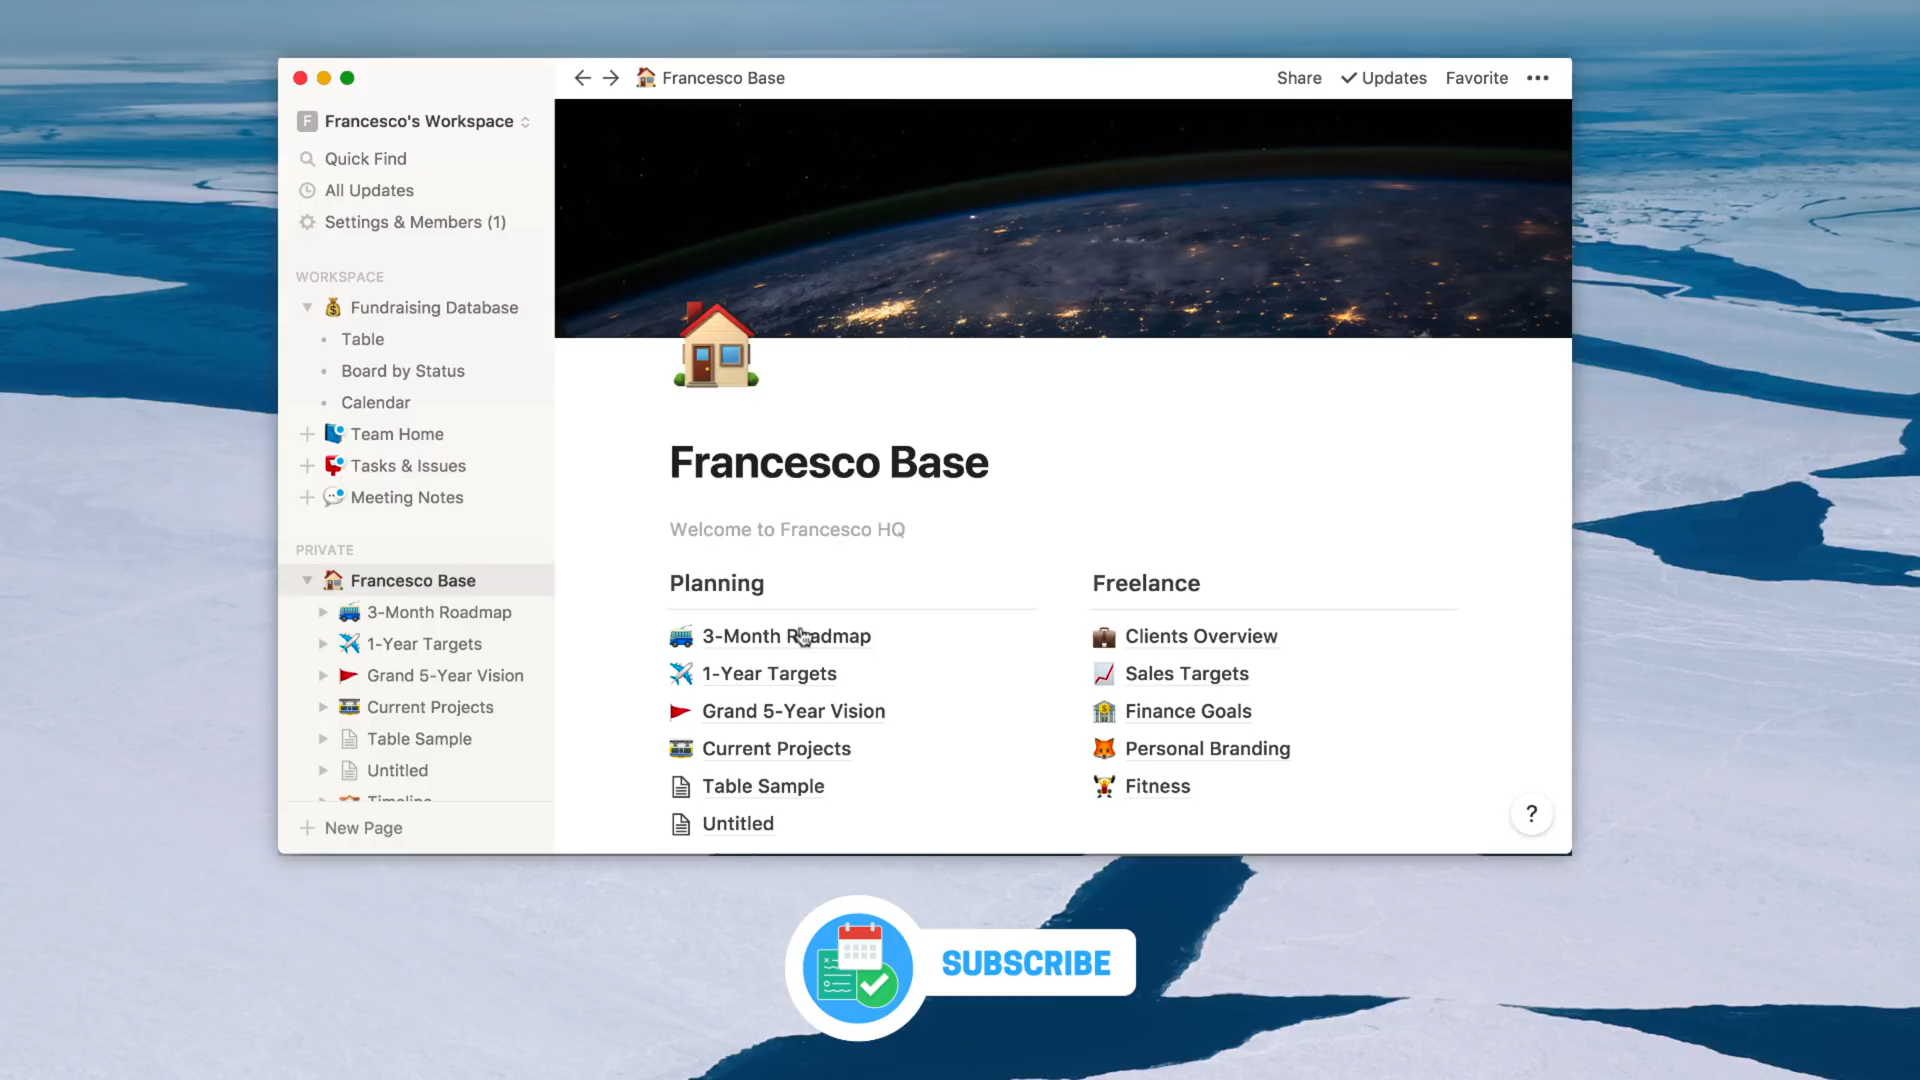 Francesco Base
Share
Updates
Favorite
F
Francesco's Workspace
Quick Find
All Updates
Settings & Members (1)
WORKSPACE
Fundraising Database
Table
Board by Status
Calendar
Team Home
Tasks & Issues
Meeting Notes
PRIVATE
Francesco Base
3-Month Roadmap
1-Year Targets
Grand 5-Year Vision
Current Projects
Table Sample
Untitled
Timeline
New Page
Francesco Base
Welcome to Francesco HQ
Planning
3-Month Roadmap
1-Year Targets
Grand 5-Year Vision
Current Projects
Table Sample
Untitled
Freelance
Clients Overview
Sales Targets
Finance Goals
Personal Branding
Fitness
?
SUBSCRIBE